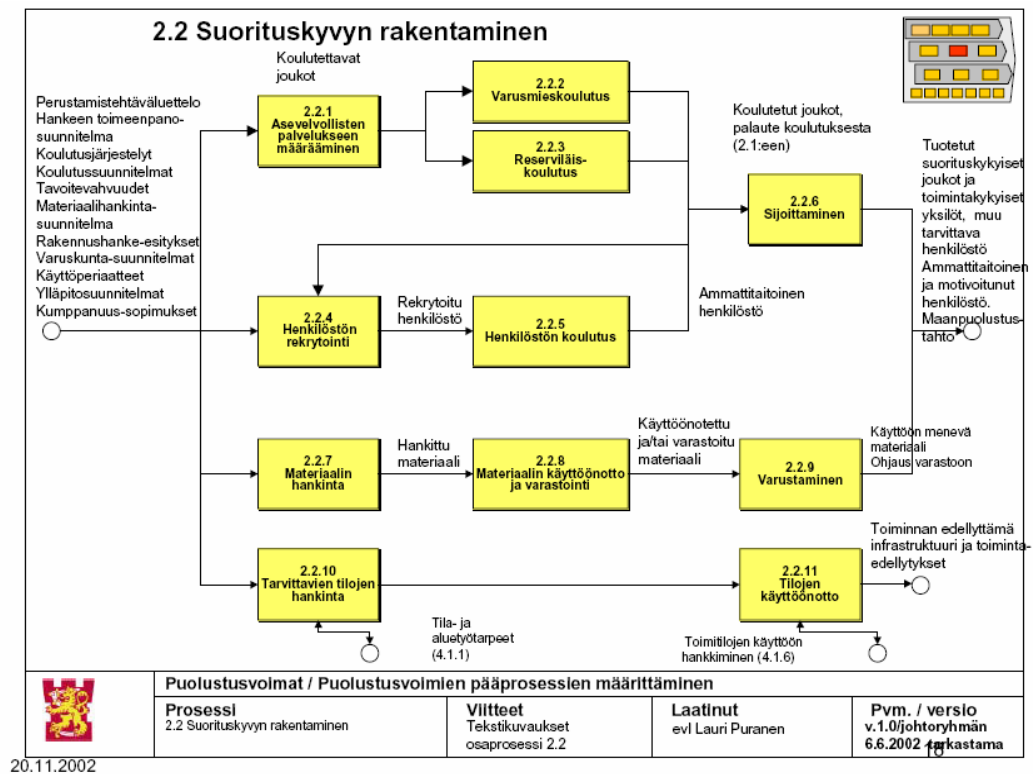 2.2 Suorituskyvyn rakentaminen
Koulutettavat
joukot
Perustamistehtäväluettelo
Hankeen toimeenpano-
suunnitelma
Koulutusjärjestelyt
Koulutussuunnitelmat
Tavoitevahvuudet
Materiaalihankinta-
suunnitelma
Rakennushanke-esitykset
Varuskunta-suunnitelmat
Käyttöperiaatteet
Ylläpitosuunnitelmat
Kumppanuus-sopimukset
2.2.1
Asevelvollisten
palvelukseen
määrääminen
2.2.2
Varusmieskoulutus
2.2.3
Reserviläis-
koulutus
Koulutetut joukot,
palaute koulutuksesta
(2.1:een)
2.2.6
Sijoittaminen
Tuotetut
suorituskykyiset
joukot ja
toimintakykyiset
yksilöt, muu
tarvittava
henkilöstö
Ammattitaitoinen
ja motivoitunut
henkilöstö.
Maanpuolustus-
tahto
2.2.4
Henkilöstön
rekrytointi
Rekrytoitu
henkilöstö
2.2.5
Henkilöstön koulutus
Ammattitaitoinen
henkilöstö
2.2.7
Materiaalin
hankinta
Hankittu
materiaali
2.2.8
Materiaalin käyttöönotto
ja varastointi
Käyttöönotettu
ja/tai varastoitu
materiaali
2.2.9
Varustaminen
Käyttöön menevä
materiaali
Ohjaus varastoon
2.2.10
Tarvittavien tilojen
hankinta
2.2.11
Tilojen
käyttöönotto
Toiminnan edellyttämä
infrastruktuuri ja toiminta-
edellytykset
Tila- ja
aluetyötarpeet
(4.1.1)
Toimitilojen käyttöön
hankkiminen (4.1.6)
Puolustusvoimat / Puolustusvoimien pääprosessien määrittäminen
Prosessi
2.2 Suorituskyvyn rakentaminen
Viitteet
Tekstikuvaukset
osaprosessi 2.2
Laatinut
evl Lauri Puranen
Pvm. / versio
v.1.0/johtoryhmän
6.6.2002 tarkastama
18
20.11.2002